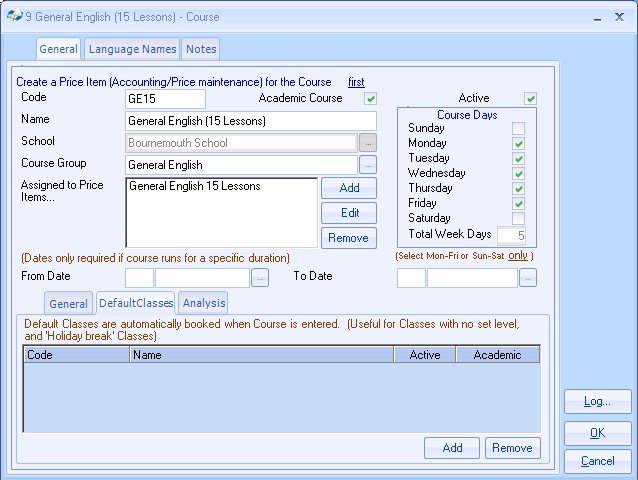 9 General English (15 Lessons) - Course
General Language Names Notes
Create a Price Item (Accounting/Price maintenance) for the Course first
Code GE15 Academic Course Active
Name General English (15 Lessons)
School Bournemouth School ...
Course Group General English ...
Assigned to Price Items... General English 15 Lessons
Add
Edit
Remove
Course Days
Sunday
Monday
Tuesday
Wednesday
Thursday
Friday
Saturday
Total Week Days 5
(Select Mon-Fri or Sun-Sat only )
(Dates only required if course runs for a specific duration)
From Date ... To Date ...
General DefaultClasses Analysis
Default Classes are automatically booked when Course is entered. (Useful for Classes with no set level,
and 'Holiday break' Classes)
Code Name Active Academic
Add Remove
Log...
OK
Cancel